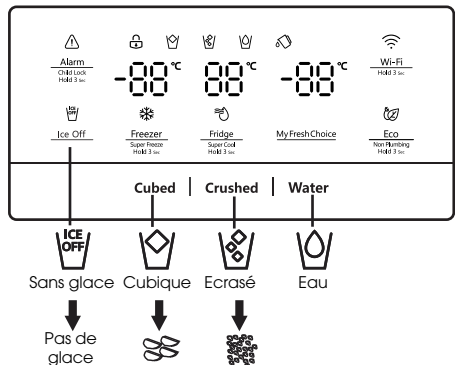 Alarm
Child Lock
Hold 3 Sec
Ice Off
-88 °C
88 °C
-88 °C
Freezer
Super Freeze
Hold 3 Sec
Fridge
Super Cool
Hold 3 Sec
My Fresh Choice
Wi-Fi
Hold 3 Sec
Eco
Non Plumbing
Hold 3 Sec
ICE OFF
Cubed | Crushed | Water
ICE
OFF
Sans glace Cubique Ecrasé Eau
Pas de
glace